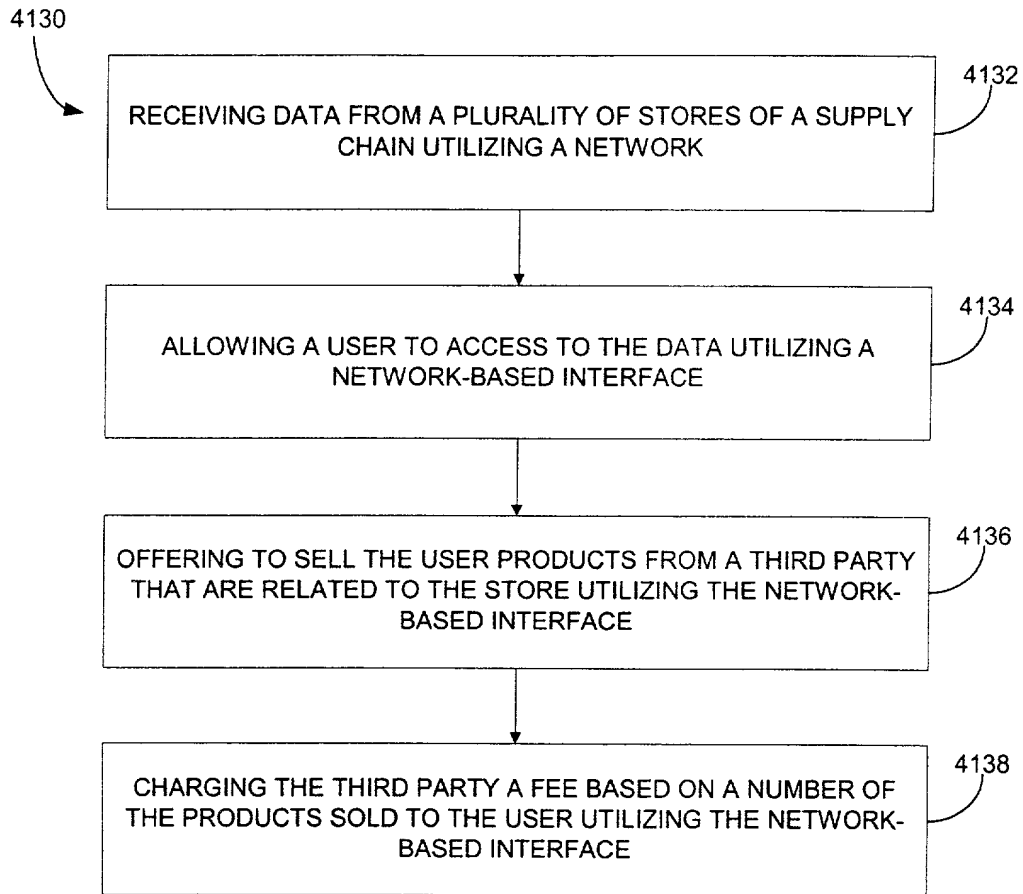 4130
4132
RECEIVING DATA FROM A PLURALITY OF STORES OF A SUPPLY
CHAIN UTILIZING A NETWORK
4134
ALLOWING A USER TO ACCESS TO THE DATA UTILIZING A
NETWORK-BASED INTERFACE
4136
OFFERING TO SELL THE USER PRODUCTS FROM A THIRD PARTY
THAT ARE RELATED TO THE STORE UTILIZING THE NETWORK-
BASED INTERFACE
4138
CHARGING THE THIRD PARTY A FEE BASED ON A NUMBER OF
THE PRODUCTS SOLD TO THE USER UTILIZING THE NETWORK-
BASED INTERFACE